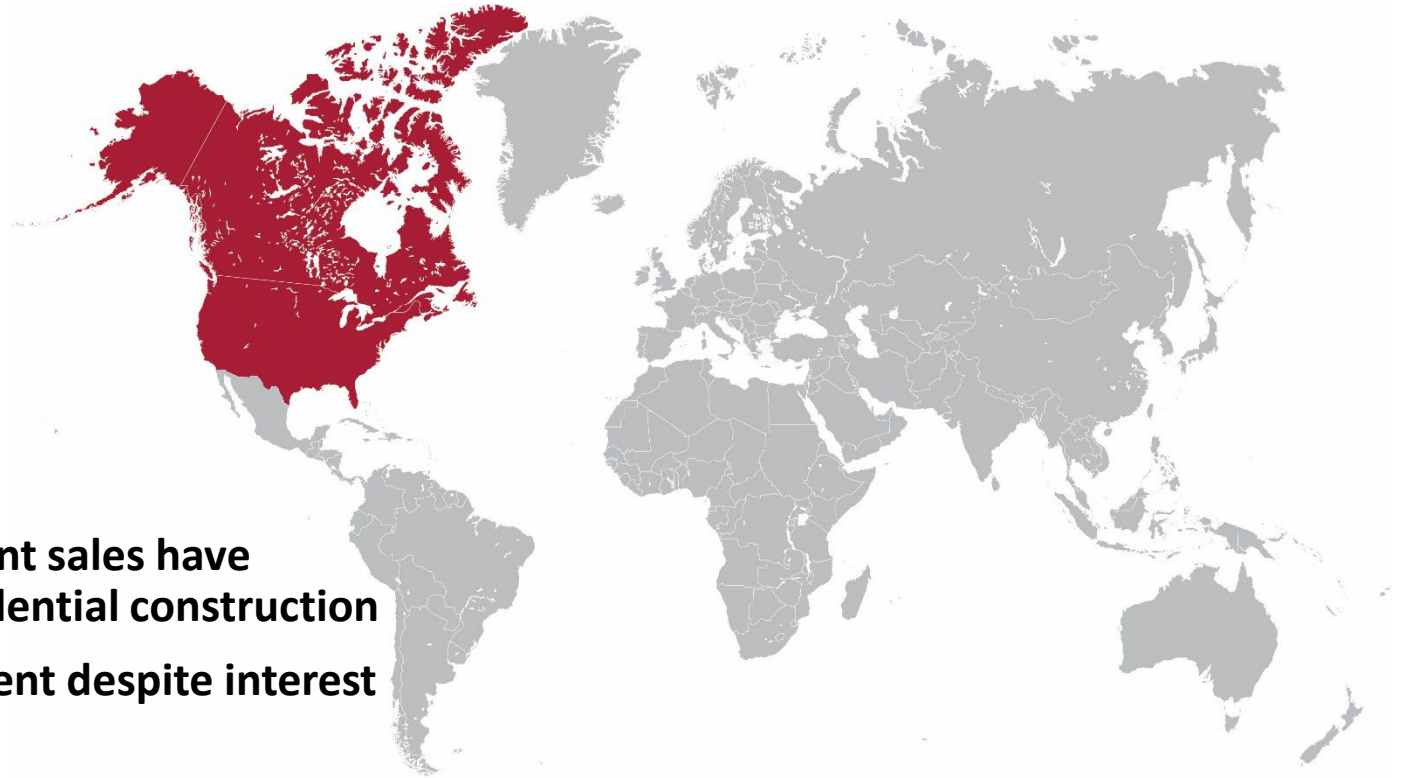 nt sales have
dential construction
ent despite interest